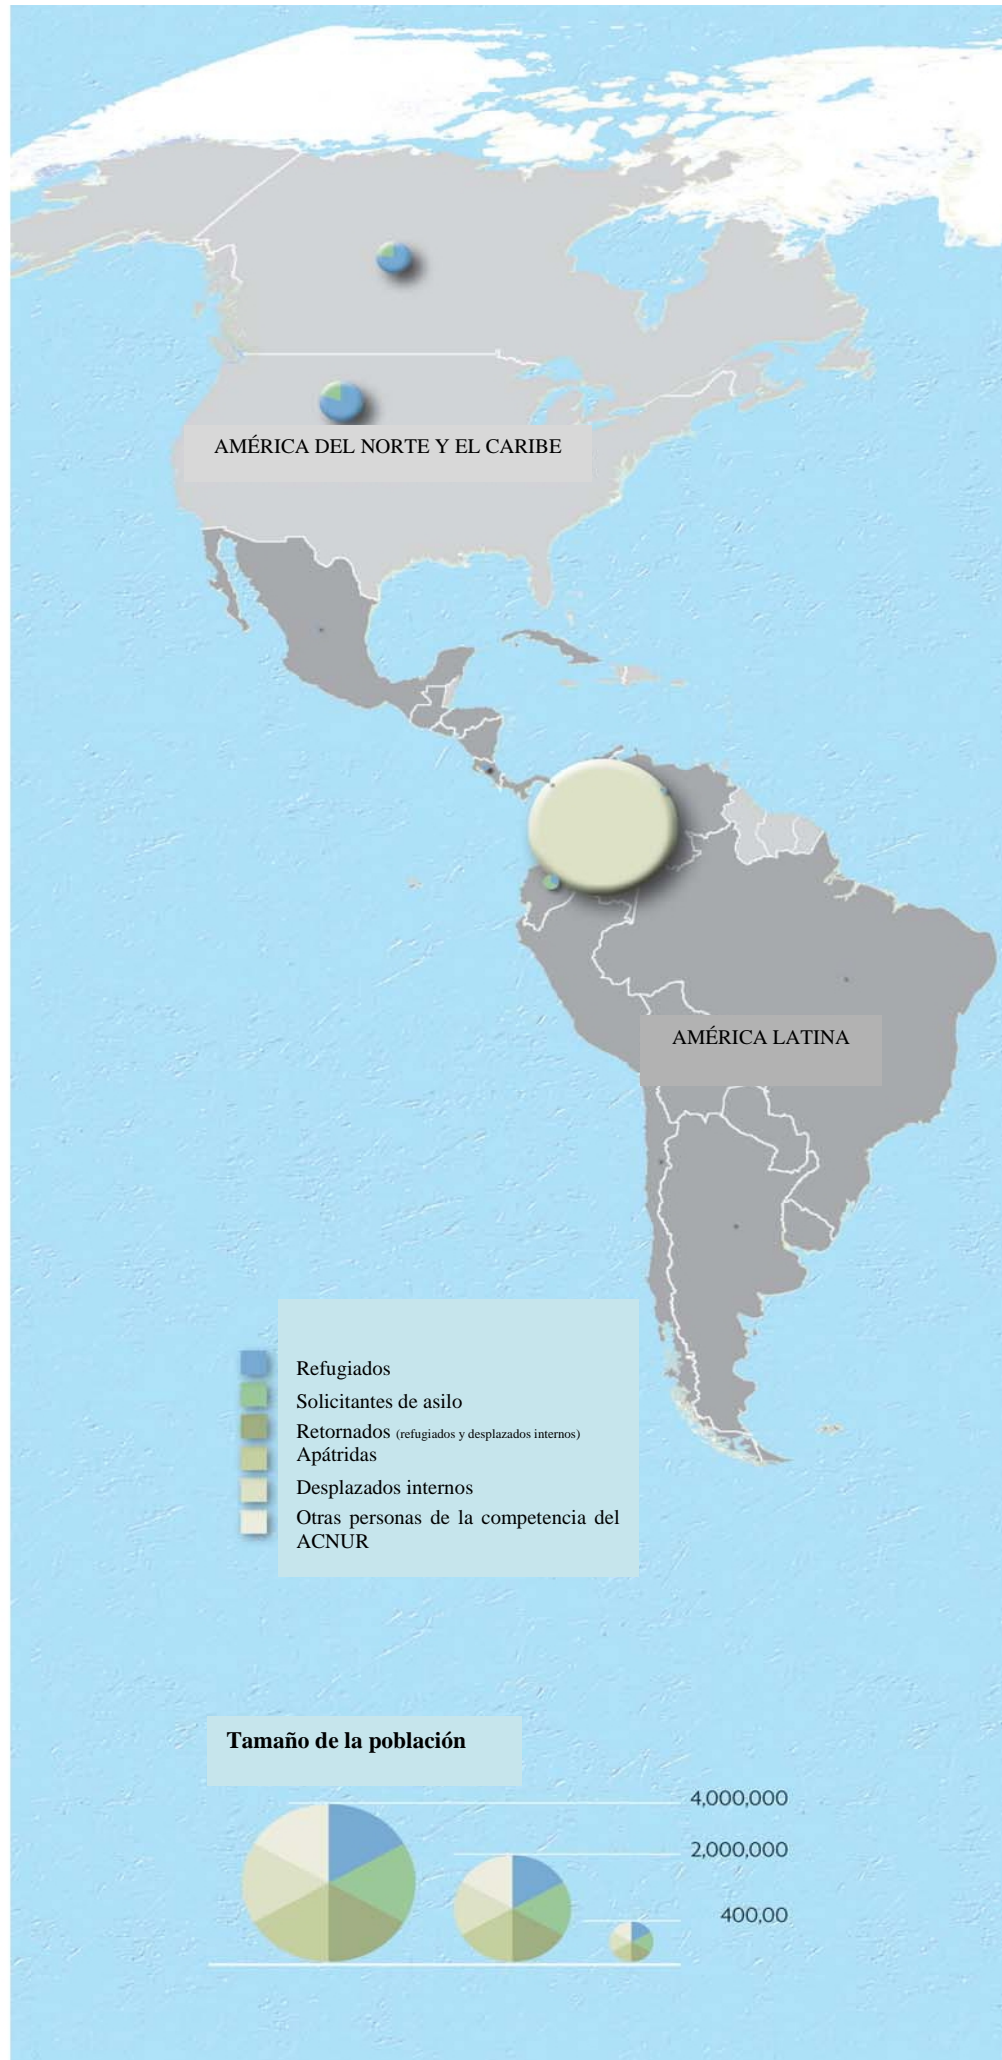 AMÉRICA DEL NORTE Y EL CARIBE
AMÉRICA LATINA
Refugiados
Solicitantes de asilo
Retornados (refugiados y desplazados internos)
Apátridas
Desplazados internos
Otras personas de la competencia del
ACNUR
Tamaño de la población
4,000,000
2,000,000
400,00